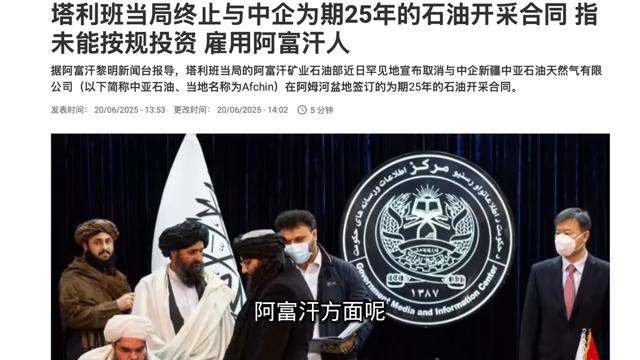 塔利班当局终止与中企为期25年的石油开采合同 指
未能按规投资 雇用阿富汗人
据阿富汗黎明新闻台报导，塔利班当局的阿富汗矿业石油部近日罕见地宣布取消与中企新疆中亚石油天然气有限
公司（以下简称中亚石油、当地名称为Afchin）在阿姆河盆地签订的为期25年的石油开采合同。
发表时间： 20/06/2025 - 13:53 更改时间： 20/06/2025 - 14:02 5 分钟
مرکز
Government Media and Information Center
١٣٨٧
阿富汗方面呢